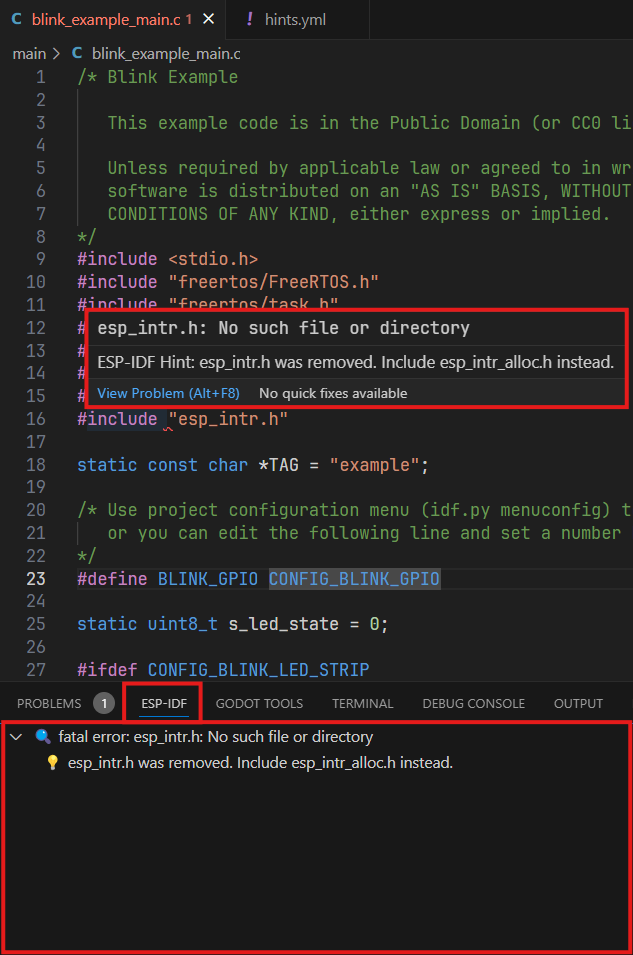 blink_example_main.c 1
hints.yml
main > blink_example_main.c
1 /* Blink Example
2
3 This example code is in the Public Domain (or CC0 li
4
5 Unless required by applicable law or agreed to in wr
6 software is distributed on an "AS IS" BASIS, WITHOUT
7 CONDITIONS OF ANY KIND, either express or implied.
8 */
9 #include <stdio.h>
10 #include "freertos/FreeRTOS.h"
11 #include "freertos/task.h"
12 #
13 #
14 #
15 #
esp_intr.h: No such file or directory
ESP-IDF Hint: esp_intr.h was removed. Include esp_intr_alloc.h instead.
View Problem (Alt+F8) No quick fixes available
16 #include "esp_intr.h"
17
18 static const char *TAG = "example";
19
20 /* Use project configuration menu (idf.py menuconfig) t
21 or you can edit the following line and set a number
22 */
23 #define BLINK_GPIO CONFIG_BLINK_GPIO
24
25 static uint8_t s_led_state = 0;
26
27 #ifdef CONFIG_BLINK_LED_STRIP
PROBLEMS 1 ESP-IDF GODOT TOOLS TERMINAL DEBUG CONSOLE OUTPUT
fatal error: esp_intr.h: No such file or directory
esp_intr.h was removed. Include esp_intr_alloc.h instead.